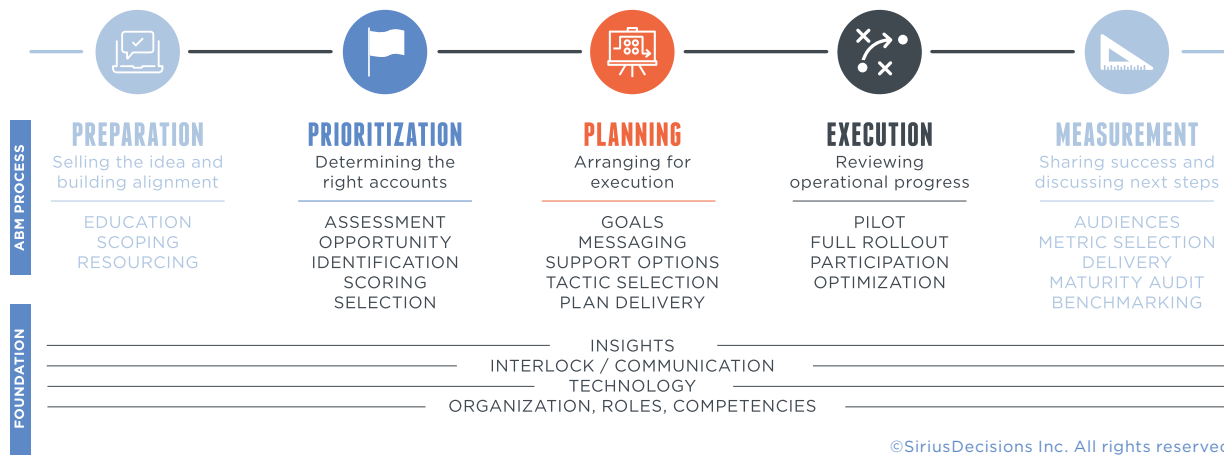 ABM PROCESS
PREPARATION
Selling the idea and
building alignment
EDUCATION
SCOPING
RESOURCING
PRIORITIZATION
Determining the
right accounts
ASSESSMENT
OPPORTUNITY
IDENTIFICATION
SCORING
SELECTION
PLANNING
Arranging for
execution
GOALS
MESSAGING
SUPPORT OPTIONS
TACTIC SELECTION
PLAN DELIVERY
EXECUTION
Reviewing
operational progress
PILOT
FULL ROLLOUT
PARTICIPATION
OPTIMIZATION
MEASUREMENT
Sharing success and
discussing next steps
AUDIENCES
METRIC SELECTION
DELIVERY
MATURITY AUDIT
BENCHMARKING
FOUNDATION
INSIGHTS
INTERLOCK / COMMUNICATION
TECHNOLOGY
ORGANIZATION, ROLES, COMPETENCIES
©SiriusDecisions Inc. All rights reserved